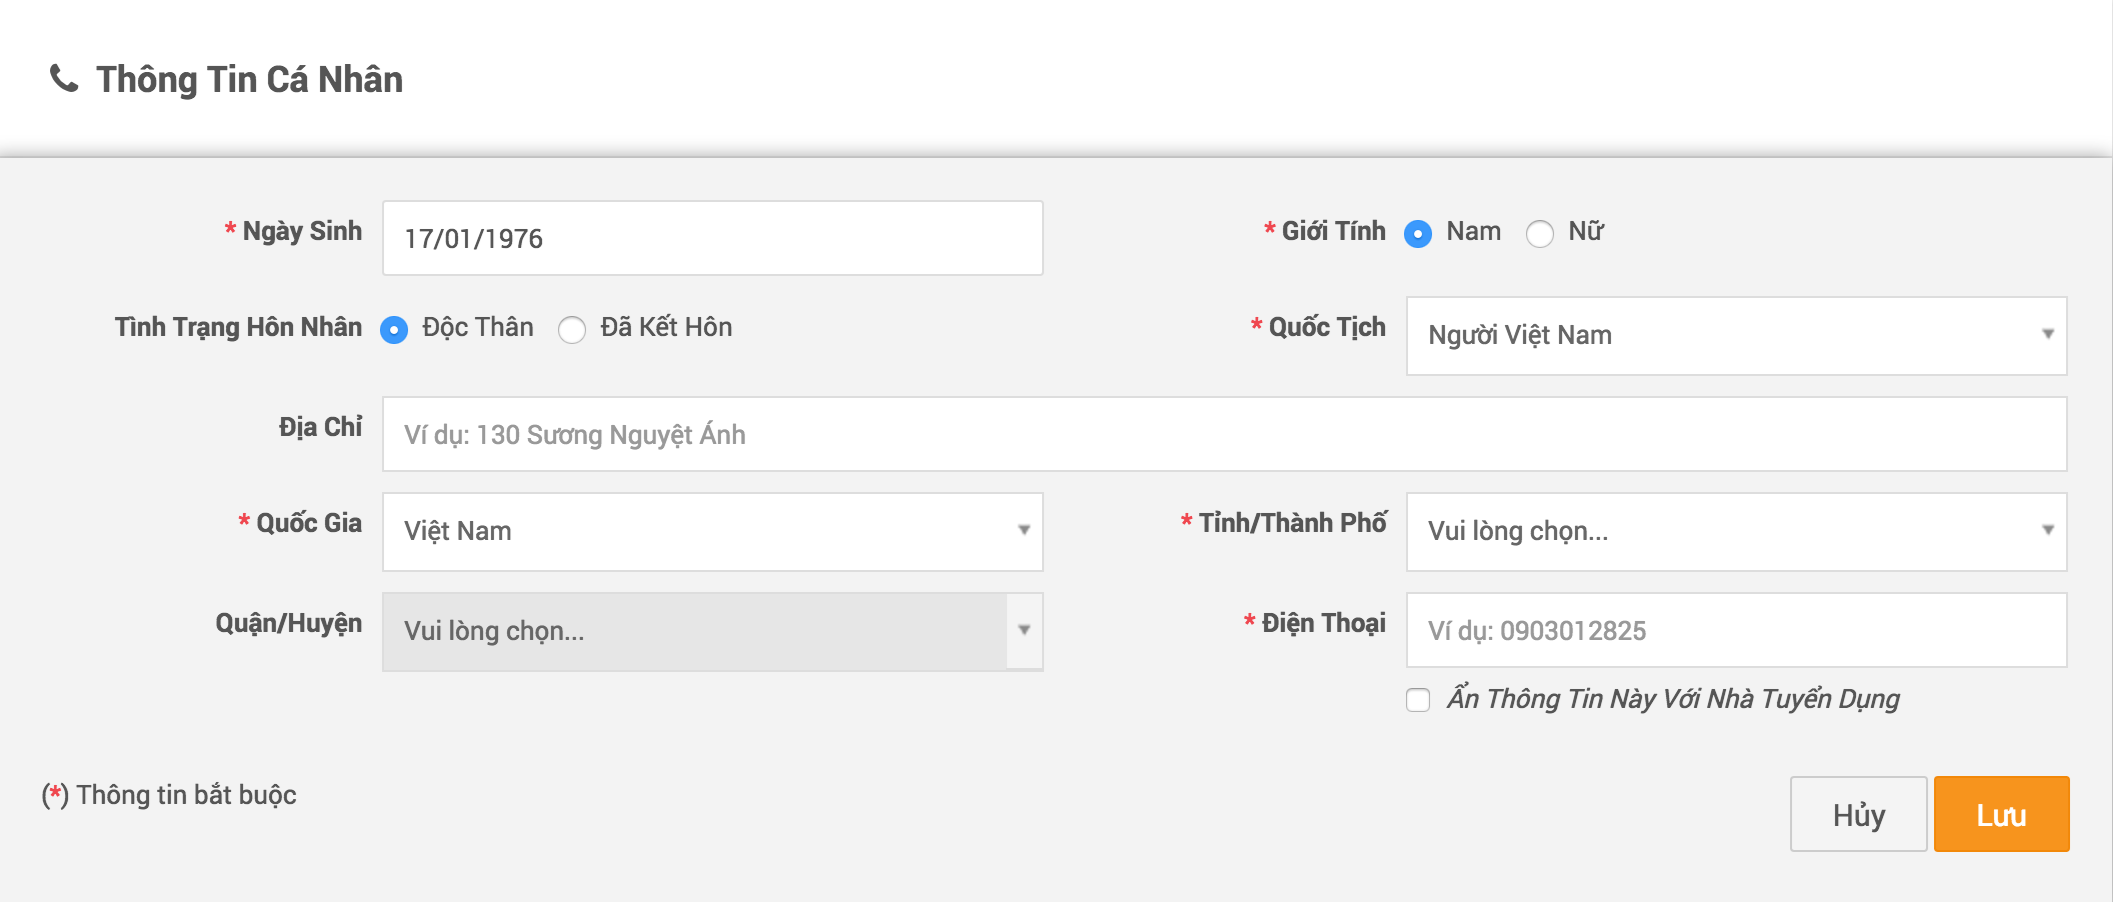 Thông Tin Cá Nhân
* Ngày Sinh 17/01/1976 * Giới Tính Nam Nữ
Tình Trạng Hôn Nhân Độc Thân Đã Kết Hôn * Quốc Tịch Người Việt Nam
Địa Chỉ Ví dụ: 130 Sương Nguyệt Ánh
* Quốc Gia Việt Nam * Tỉnh/Thành Phố Vui lòng chọn...
Quận/Huyện Vui lòng chọn... * Điện Thoại Ví dụ: 0903012825
Ẩn Thông Tin Này Với Nhà Tuyển Dụng
(*) Thông tin bắt buộc
Hủy Lưu